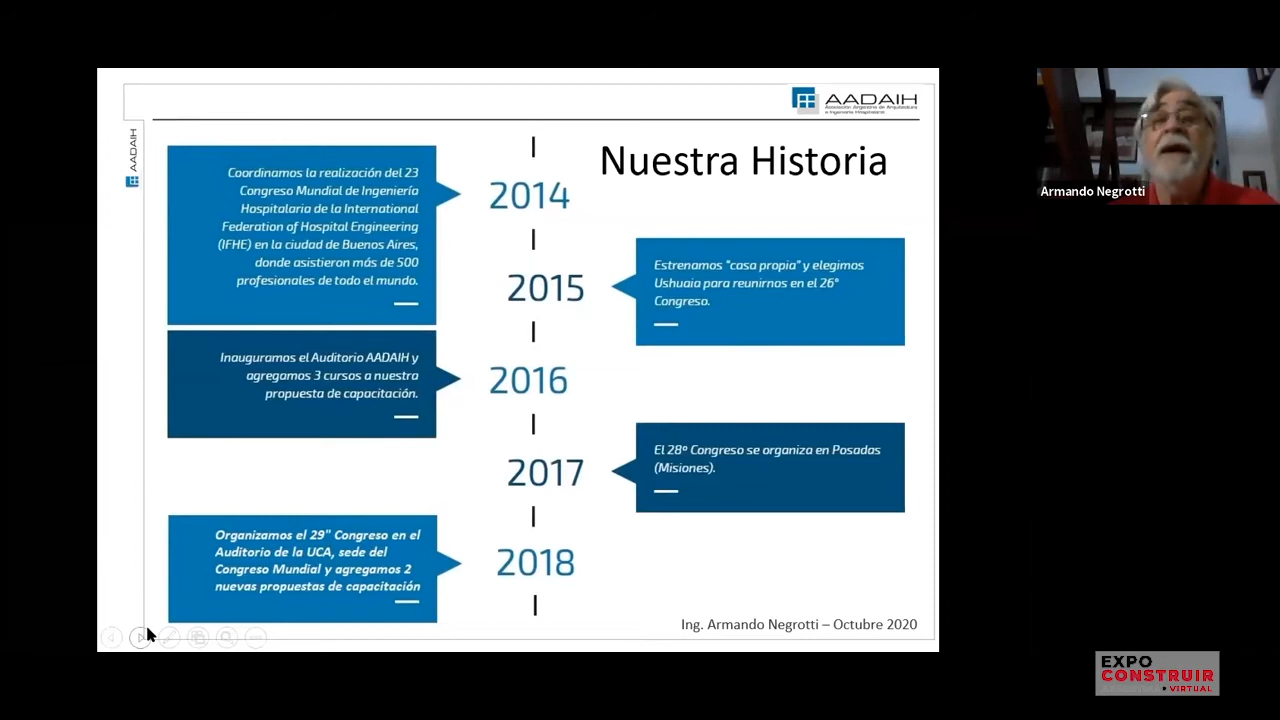 AADAIH
Asociación Argentina de Arquitectura
e Ingeniería Hospitalaria
AADAIH
Nuestra Historia
Coordinamos la realización del 23
Congreso Mundial de Ingeniería
Hospitalaria de la International
Federation of Hospital Engineering
(IFHE) en la ciudad de Buenos Aires,
donde asistieron más de 500
profesionales de todo el mundo.
2014
2015
Estrenamos "casa propia" y elegimos
Ushuaia para reunirnos en el 26°
Congreso.
Inauguramos el Auditorio AADAIH y
agregamos 3 cursos a nuestra
propuesta de capacitación.
2016
2017
El 28º Congreso se organiza en Posadas
(Misiones).
Organizamos el 29" Congreso en el
Auditorio de la UCA, sede del
Congreso Mundial y agregamos 2
nuevas propuestas de capacitación
2018
Ing. Armando Negrotti – Octubre 2020
Armando Negrotti
EXPO
CONSTRUIR
• VIRTUAL